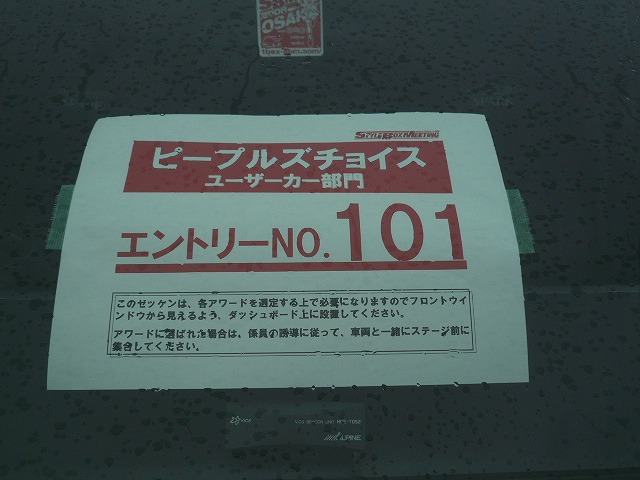 OSAKA
STYLE BOX MEETING
ピープルズチョイス
ユーザーカー部門
エントリーNO. 101
このゼッケンは、各アワードを選定する上で必要になりますのでフロントウイ
ンドウから見えるよう、ダッシュボード上に設置してください。
アワードに選ばれた場合は、係員の誘導に従って、車両と一緒にステージ前に
集合してください。
VICS
ALPINE